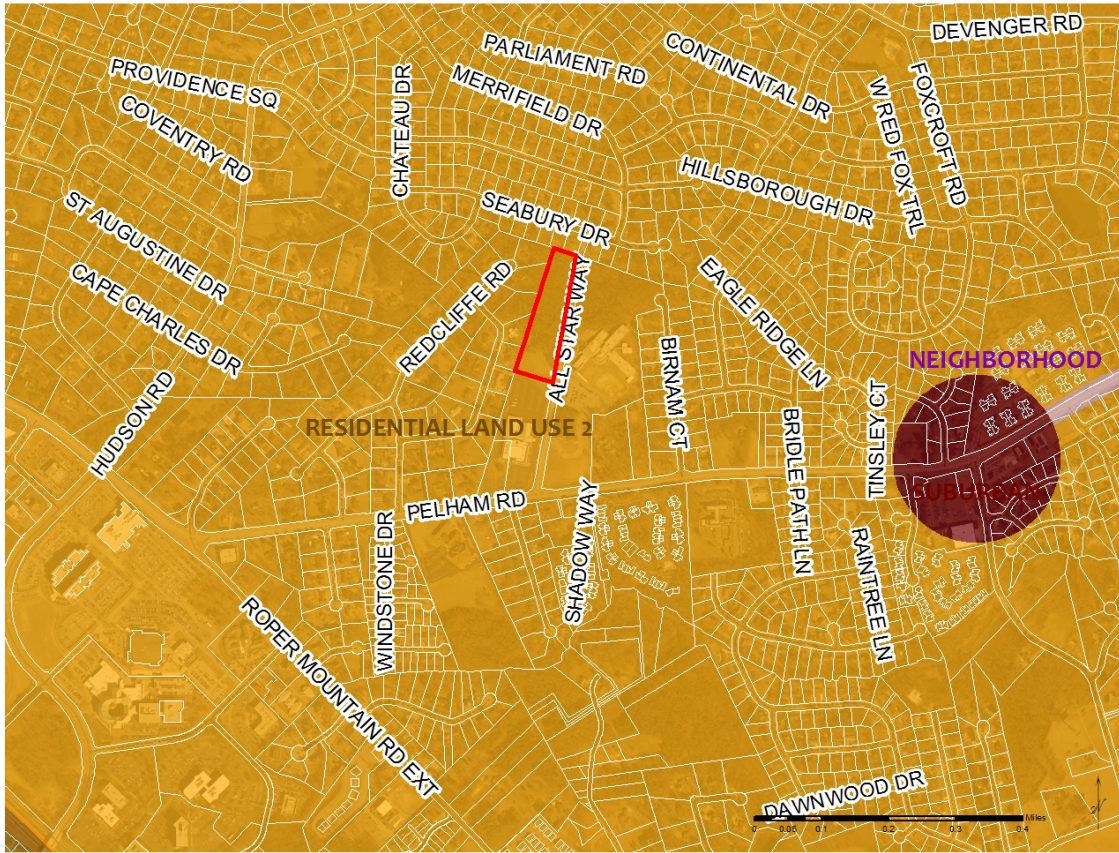 DEVENGER RD
PARLIAMENT RD
CONTINENTAL DR
PROVIDENCE SQ
CHATEAU DR
MERRIFIELD DR
W RED FOX TRL
FOXCROFT RD
COVENTRY RD
HILLSBOROUGH DR
ST AUGUSTINE DR
SEABURY DR
CAPE CHARLES DR
REDCLIFFE RD
ALL STAR WAY
EAGLE RIDGE LN
BIRNAM CT
NEIGHBORHOOD
HUDSON RD
RESIDENTIAL LAND USE 2
BRIDLE PATH LN
TINSLEY CT
SUBURBAN
PELHAM RD
SHADOW WAY
WINDSTONE DR
RAINTREE LN
ROPER MOUNTAIN RD EXT
DAWNWOOD DR
N
Miles
0 0.05 0.1 0.2 0.3 0.4